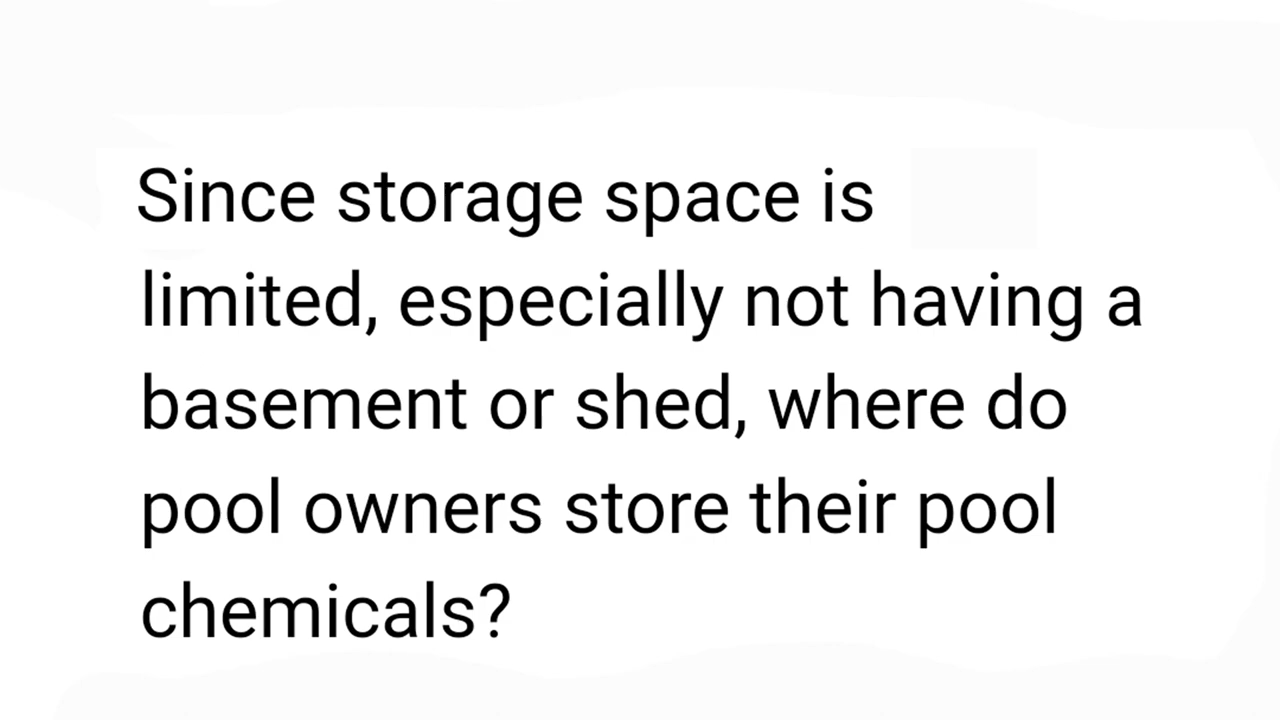 Since storage space is
limited, especially not having a
basement or shed, where do
pool owners store their pool
chemicals?